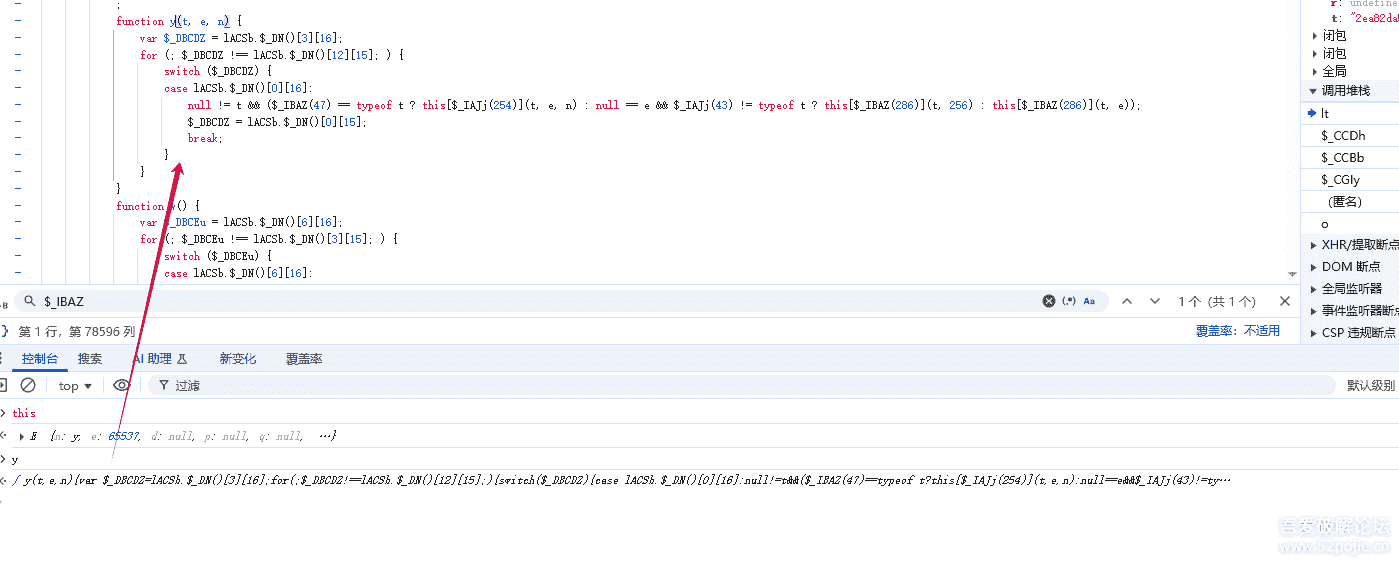 ;
function y(t, e, n) {
var $_DBCDZ = lACSb.$_DN()[3][16];
for (; $_DBCDZ !== lACSb.$_DN()[12][15]; ) {
switch ($_DBCDZ) {
case lACSb.$_DN()[0][16]:
null != t && ($_IBAZ(47) == typeof t ? this[$_IAJj(254)](t, e, n) : null == e && $_IAJj(43) != typeof t ? this[$_IBAZ(286)](t, 256) : this[$_IBAZ(286)](t, e));
$_DBCDZ = lACSb.$_DN()[0][15];
break;
}
}
}
function () {
var $_DBCEu = lACSb.$_DN()[6][16];
for (; $_DBCEu !== lACSb.$_DN()[3][15]; ) {
switch ($_DBCEu) {
case lACSb.$_DN()[6][16]:
t: "2ea82da
闭包
闭包
全局
调用堆栈
lt
$_CCDh
$_CCBb
$_CGIy
(匿名)
o
XHR/提取断点
DOM 断点
全局监听器
事件监听器断点
CSP 违规断点
$_IBAZ
(.*) Aa
1 个 (共 1 个)
} 第 1 行，第 78596 列
覆盖率：不适用
控制台 搜索 AI 助理 新变化 覆盖率
top 过滤 默认级别
> this
E {n: y, e: 65537, d: null, p: null, q: null, …}
> y
f y(t,e,n){var $_DBCDZ=lACSb.$_DN()[3][16];for(;$_DBCDZ!==lACSb.$_DN()[12][15];){switch($_DBCDZ){case lACSb.$_DN()[0][16]:null!=t&&($_IBAZ(47)==typeof t?this[$_IAJj(254)](t,e,n):null==e&&$_IAJj(43)!=ty…
吾爱破解论坛
www.52pojie.cn